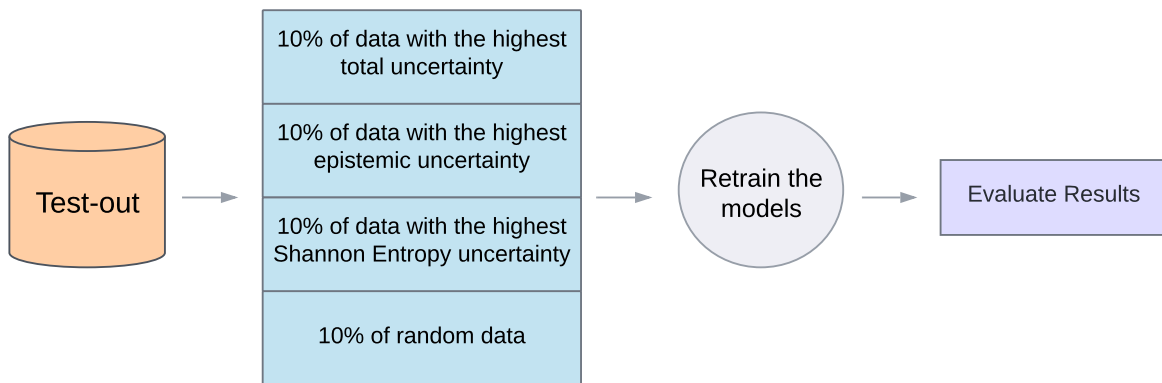 Test-out
10% of data with the highest
total uncertainty
10% of data with the highest
epistemic uncertainty
10% of data with the highest
Shannon Entropy uncertainty
10% of random data
Retrain the
models
Evaluate Results